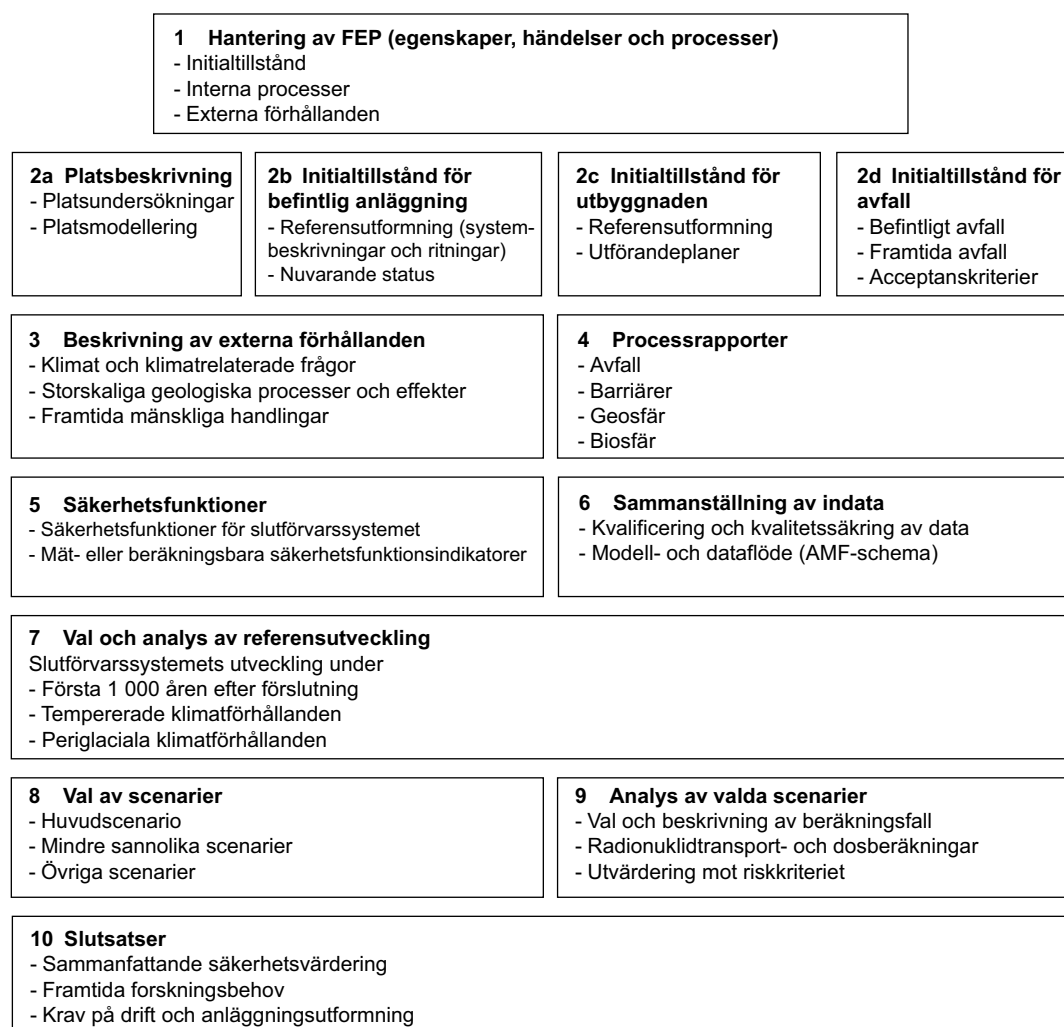 1 Hantering av FEP (egenskaper, händelser och processer)
- Initialtillstånd
- Interna processer
- Externa förhållanden
2a Platsbeskrivning
- Platsundersökningar
- Platsmodellering
2b Initialtillstånd för
befintlig anläggning
- Referensutformning (system-
beskrivningar och ritningar)
- Nuvarande status
2c Initialtillstånd för
utbyggnaden
- Referensutformning
- Utförandeplaner
2d Initialtillstånd för
avfall
- Befintligt avfall
- Framtida avfall
- Acceptanskriterier
3 Beskrivning av externa förhållanden
- Klimat och klimatrelaterade frågor
- Storskaliga geologiska processer och effekter
- Framtida mänskliga handlingar
4 Processrapporter
- Avfall
- Barriärer
- Geosfär
- Biosfär
5 Säkerhetsfunktioner
- Säkerhetsfunktioner för slutförvarssystemet
- Mät- eller beräkningsbara säkerhetsfunktionsindikatorer
6 Sammanställning av indata
- Kvalificering och kvalitetssäkring av data
- Modell- och dataflöde (AMF-schema)
7 Val och analys av referensutveckling
Slutförvarssystemets utveckling under
- Första 1 000 åren efter förslutning
- Tempererade klimatförhållanden
- Periglaciala klimatförhållanden
8 Val av scenarier
- Huvudscenario
- Mindre sannolika scenarier
- Övriga scenarier
9 Analys av valda scenarier
- Val och beskrivning av beräkningsfall
- Radionuklidtransport- och dosberäkningar
- Utvärdering mot riskkriteriet
10 Slutsatser
- Sammanfattande säkerhetsvärdering
- Framtida forskningsbehov
- Krav på drift och anläggningsutformning